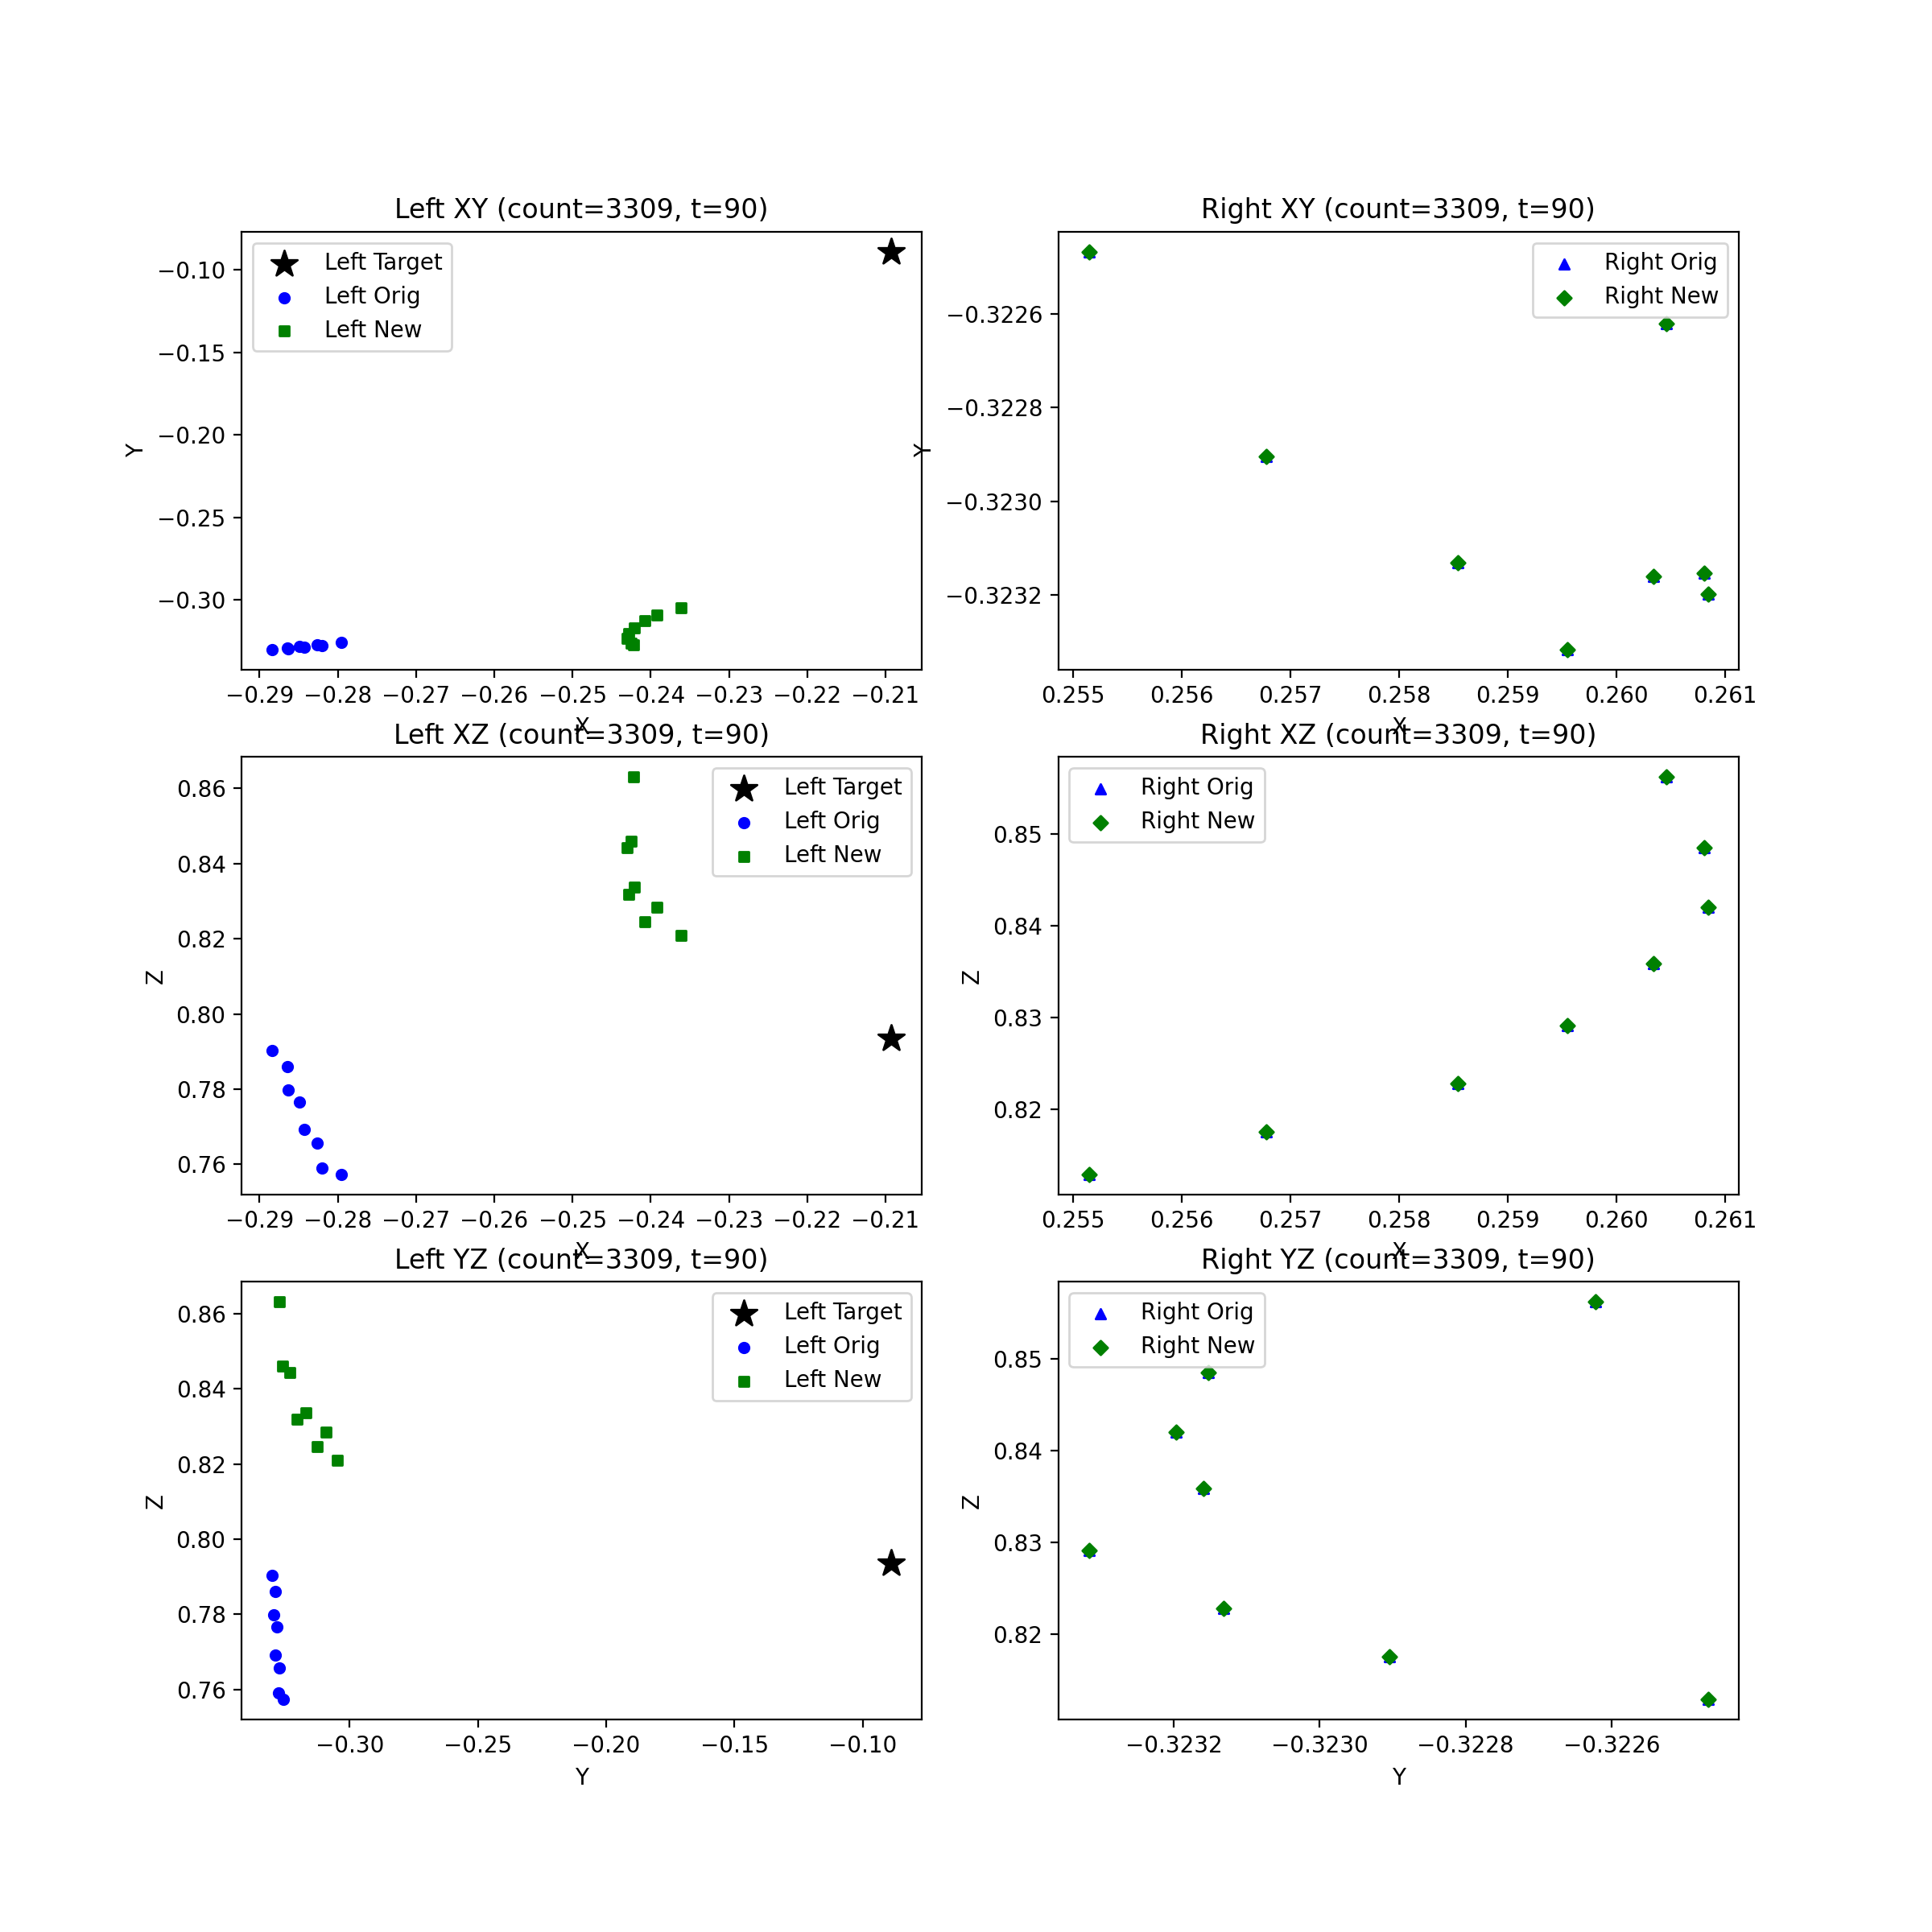 Left XY (count=3309, t=90)
Left Target
Left Orig
Left New
−0.10
−0.15
−0.20
−0.25
−0.30
Y
−0.29 −0.28 −0.27 −0.26 −0.25 −0.24 −0.23 −0.22 −0.21
X
Right XY (count=3309, t=90)
Right Orig
Right New
−0.3226
−0.3228
−0.3230
−0.3232
Y
0.255 0.256 0.257 0.258 0.259 0.260 0.261
X
Left XZ (count=3309, t=90)
Left Target
Left Orig
Left New
0.86
0.84
0.82
0.80
0.78
0.76
Z
−0.29 −0.28 −0.27 −0.26 −0.25 −0.24 −0.23 −0.22 −0.21
X
Right XZ (count=3309, t=90)
Right Orig
Right New
0.85
0.84
0.83
0.82
Z
0.255 0.256 0.257 0.258 0.259 0.260 0.261
X
Left YZ (count=3309, t=90)
Left Target
Left Orig
Left New
0.86
0.84
0.82
0.80
0.78
0.76
Z
−0.30 −0.25 −0.20 −0.15 −0.10
Y
Right YZ (count=3309, t=90)
Right Orig
Right New
0.85
0.84
0.83
0.82
Z
−0.3232 −0.3230 −0.3228 −0.3226
Y